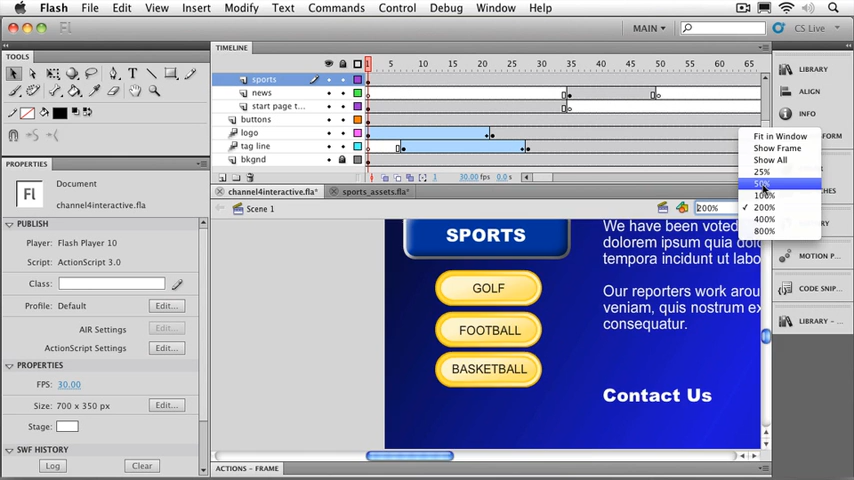 Flash File Edit View Insert Modify Text Commands Control Debug Window Help
MAIN CS Live
TOOLS
TIMELINE
1 5 10 15 20 25 30 35 40 45 50 55 60 65
sports
news
start page t...
buttons
logo
tag line
bkgnd
1 30.00 fps 0.0 s
LIBRARY
ALIGN
INFO
FORM
CHES
RY
MOTION P...
CODE SNIP...
LIBRARY – ...
PROPERTIES
Fl
Document
channel4interactive.fla
PUBLISH
Player: Flash Player 10
Script: ActionScript 3.0
Class:
Profile: Default Edit...
AIR Settings Edit...
ActionScript Settings Edit...
PROPERTIES
FPS: 30.00
Size: 700 x 350 px Edit...
Stage:
SWF HISTORY
Log Clear
channel4interactive.fla* sports_assets.fla*
Scene 1
200%
Fit in Window
Show Frame
Show All
25%
50%
100%
✓ 200%
400%
800%
SPORTS
GOLF
FOOTBALL
BASKETBALL
We have been voted
dolorem ipsum quia do
tempora incidunt ut labo
Our reporters work arou
veniam, quis nostrum ex
consequatur.
Contact Us
ACTIONS – FRAME